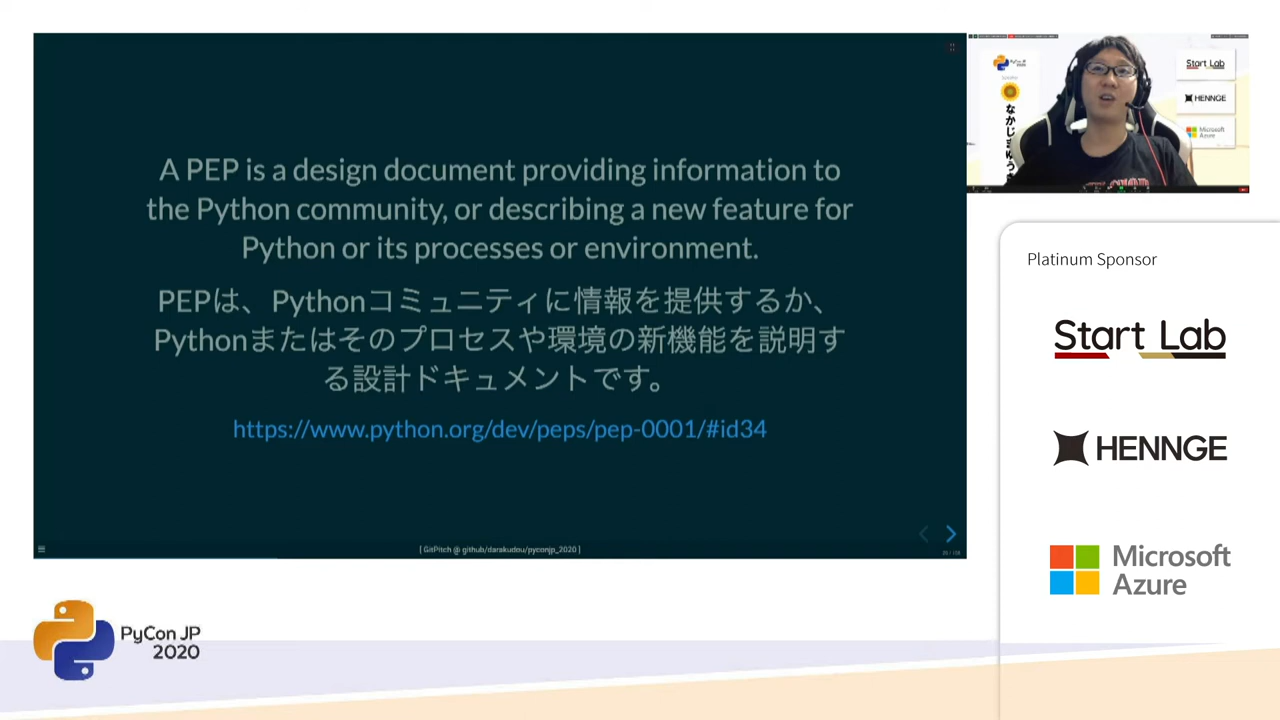 A PEP is a design document providing information to
the Python community, or describing a new feature for
Python or its processes or environment.
PEPは、Pythonコミュニティに情報を提供するか、
Pythonまたはそのプロセスや環境の新機能を説明す
る設計ドキュメントです。
https://www.python.org/dev/peps/pep-0001/#id34
[ GitPitch @ github/darakudou/pyconjp_2020 ]
PyCon JP
2020
Start Lab
HENNGE
Microsoft
Azure
Platinum Sponsor
Start Lab
HENNGE
Microsoft
Azure
PyCon JP
2020